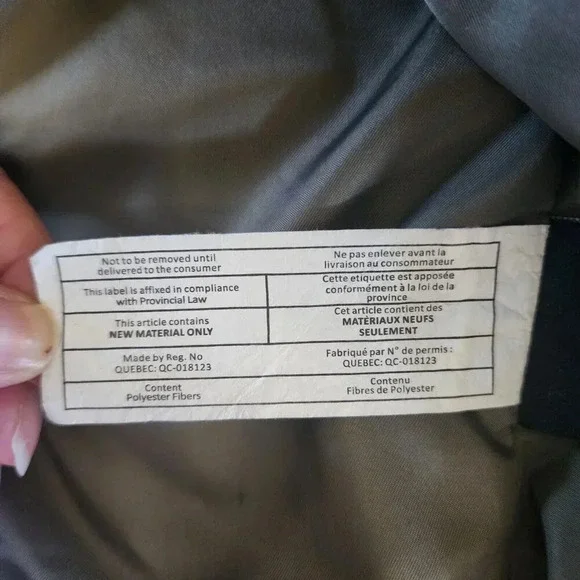 Not to be removed until
delivered to the consumer
Ne pas enlever avant la
livraison au consommateur
This label is affixed in compliance
with Provincial Law
Cette etiquette est apposée
conformément à la loi de la
province
This article contains
NEW MATERIAL ONLY
Cet article contient des
MATÉRIAUX NEUFS
SEULEMENT
Made by Reg. No
QUEBEC: QC-018123
Fabriqué par N° de permis :
QUEBEC: QC-018123
Content
Polyester Fibers
Contenu
Fibres de Polyester